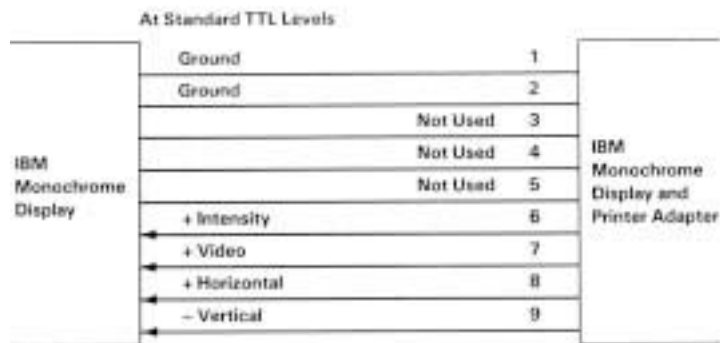 At Standard TTL Levels
Ground 1
Ground 2
Not Used 3
Not Used 4
Not Used 5
+ Intensity 6
+ Video 7
+ Horizontal 8
– Vertical 9
IBM
Monochrome
Display
IBM
Monochrome
Display and
Printer Adapter